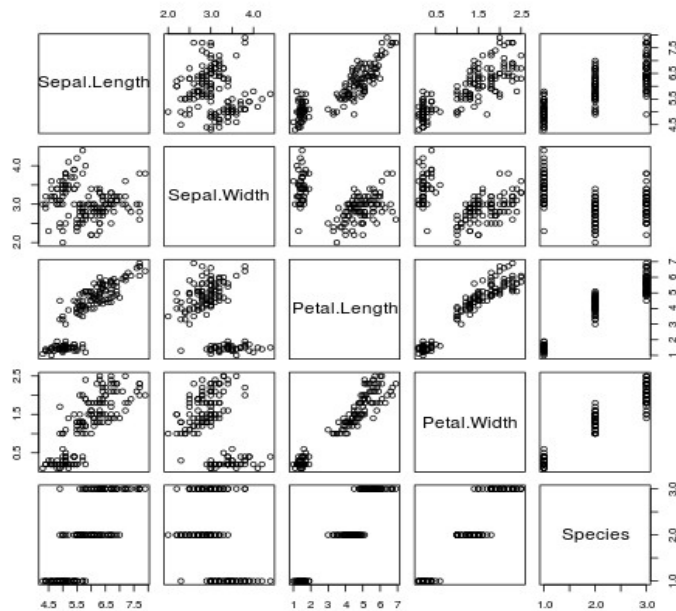 2.0 3.0 4.0 0.5 1.5 2.5
Sepal.Length 4.5 5.5 6.5 7.5
2.0 3.0 4.0 Sepal.Width
Petal.Length 1 2 3 4 5 6 7
0.5 1.5 2.5 Petal.Width
Species 1.0 2.0 3.0
4.5 5.5 6.5 7.5 1 2 3 4 5 6 7 1.0 2.0 3.0